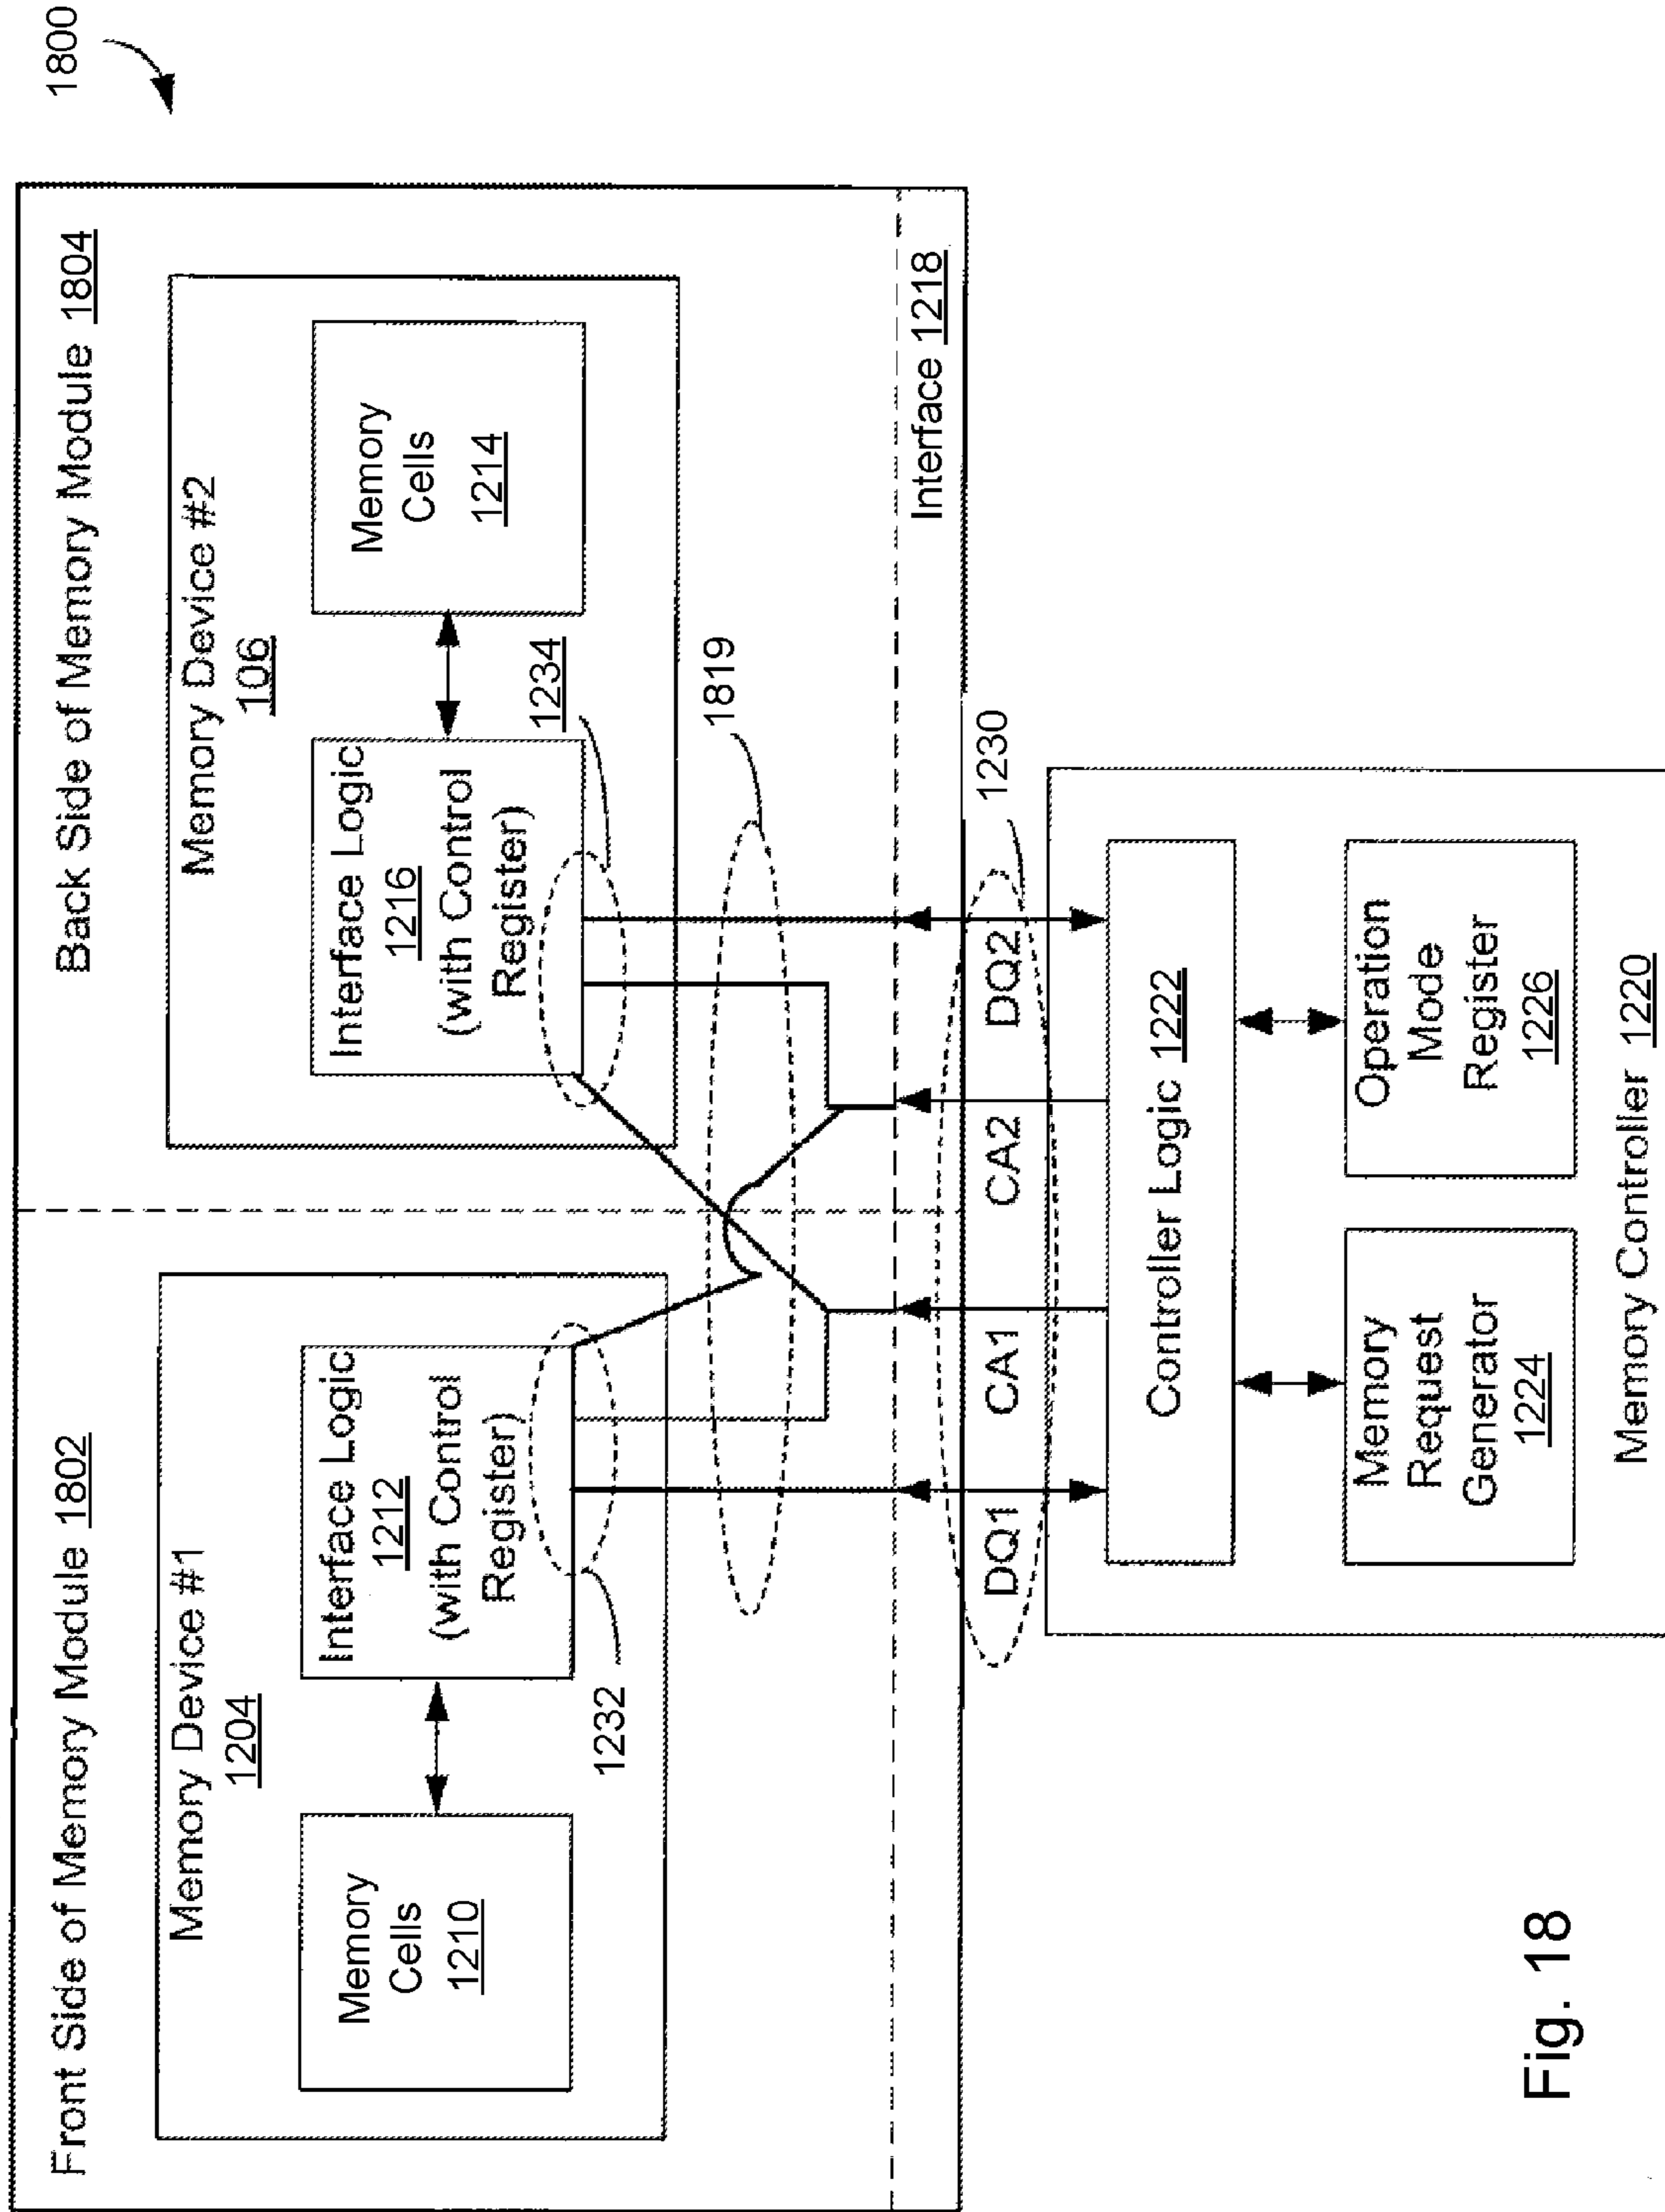 1800
Front Side of Memory Module 1802
Back Side of Memory Module 1804
Memory Device #1
1204
Memory
Cells
1210
Interface Logic
1212
(with Control
Register)
1232
Memory Device #2
106
Interface Logic
1216
(with Control
Register)
Memory
Cells
1214
1234
1819
Interface 1218
1230
DQ1
CA1
CA2
DQ2
Controller Logic 1222
Memory
Request
Generator
1224
Operation
Mode
Register
1226
Memory Controller 1220
Fig. 18